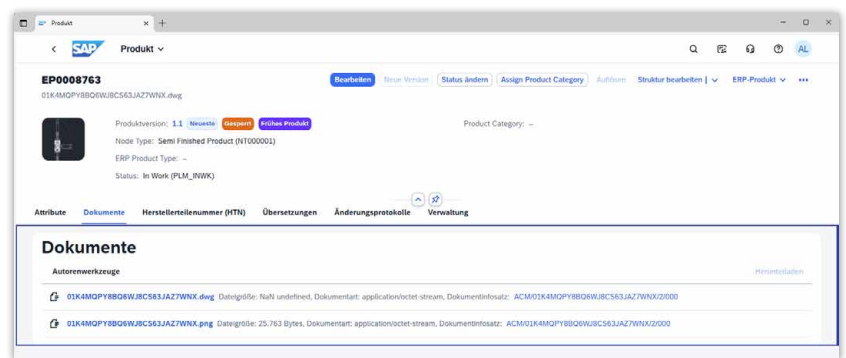 Produkt
SAP Produkt
AL
EP0008763
Bearbeiten Neue Version Status ändern Assign Product Category Auflösen Struktur bearbeiten ERP-Produkt
01K4MQPY8BQ6WJ8CS63JAZ7WNX.dwg
Produktversion: 1.1 Neueste Gesperrt Frühes Produkt
Product Category: –
Node Type: Semi Finished Product (NT000001)
ERP Product Type: –
Status: In Work (PLM_INWK)
Attribute Dokumente Herstellerteilenummer (HTN) Übersetzungen Änderungsprotokolle Verwaltung
Dokumente
Autorenwerkzeuge Herunterladen
01K4MQPY8BQ6WJ8CS63JAZ7WNX.dwg Dateigröße: NaN undefined, Dokumentart: application/octet-stream, Dokumentinfosatz: ACM/01K4MQPY8BQ6WJ8CS63JAZ7WNX/2/000
01K4MQPY8BQ6WJ8CS63JAZ7WNX.png Dateigröße: 25.763 Bytes, Dokumentart: application/octet-stream, Dokumentinfosatz: ACM/01K4MQPY8BQ6WJ8CS63JAZ7WNX/2/000